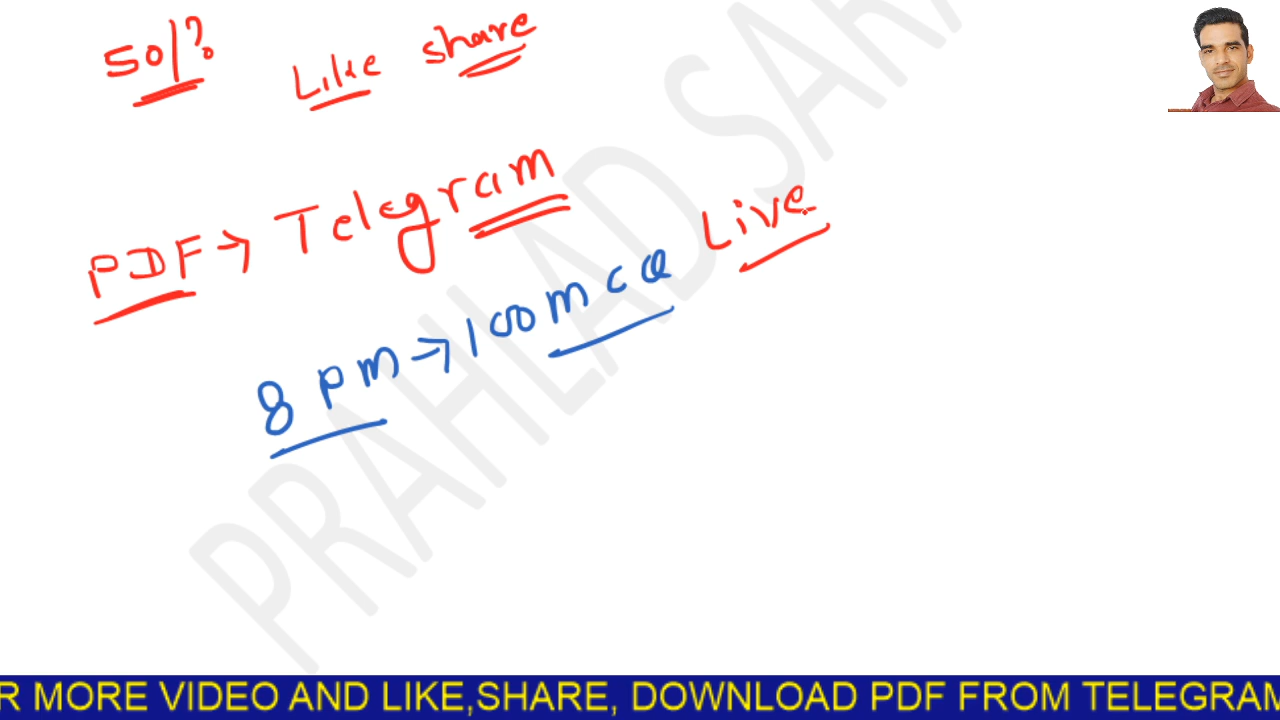 50/?
Like share
PDF → Telegram
8 pm → 100 mcq Live
PRAHLAD SARA
R MORE VIDEO AND LIKE,SHARE, DOWNLOAD PDF FROM TELEGRAM